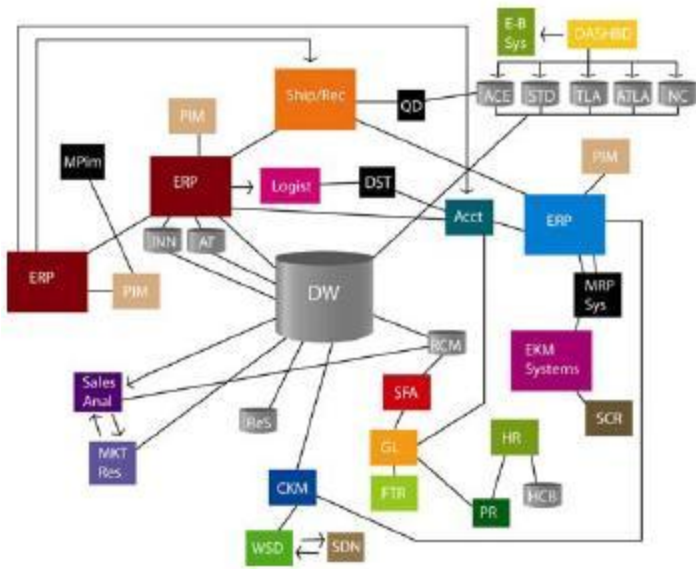 E-B
Sys
DASHBD
Ship/Rec
QD
ACE
STD
TLA
ATLA
NC
PIM
MPim
ERP
Logist
DST
PIM
Acct
ERP
INN
AT
ERP
PIM
DW
MRP
Sys
RCM
EKM
Systems
Sales
Anal
SFA
ReS
SCR
MKT
Res
GL
HR
CKM
FTR
PR
HCB
WSD
SDN